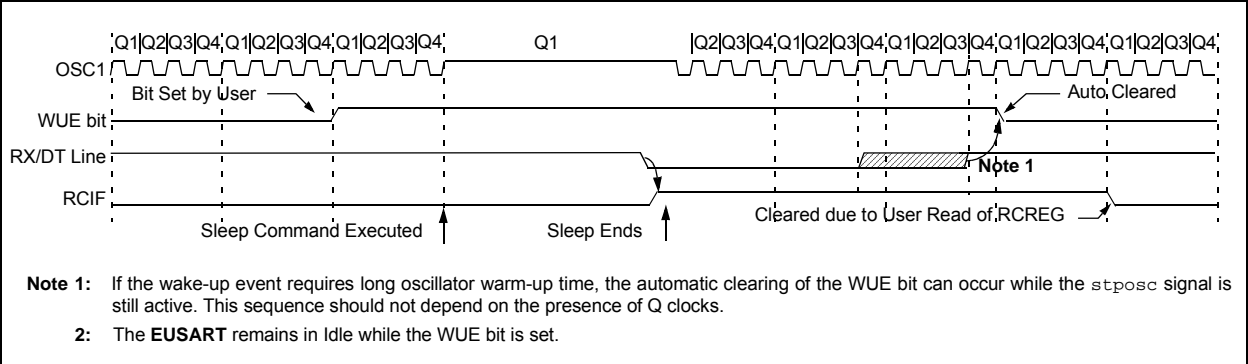 Q1 Q2 Q3 Q4 Q1 Q2 Q3 Q4 Q1 Q2 Q3 Q4 Q1 Q2 Q3 Q4 Q1 Q2 Q3 Q4 Q1 Q2 Q3 Q4 Q1 Q2 Q3 Q4
OSC1
Bit Set by User
Auto Cleared
WUE bit
RX/DT Line
Note 1
RCIF
Cleared due to User Read of RCREG
Sleep Command Executed
Sleep Ends
Note 1: If the wake-up event requires long oscillator warm-up time, the automatic clearing of the WUE bit can occur while the stposc signal is
still active. This sequence should not depend on the presence of Q clocks.
2: The EUSART remains in Idle while the WUE bit is set.